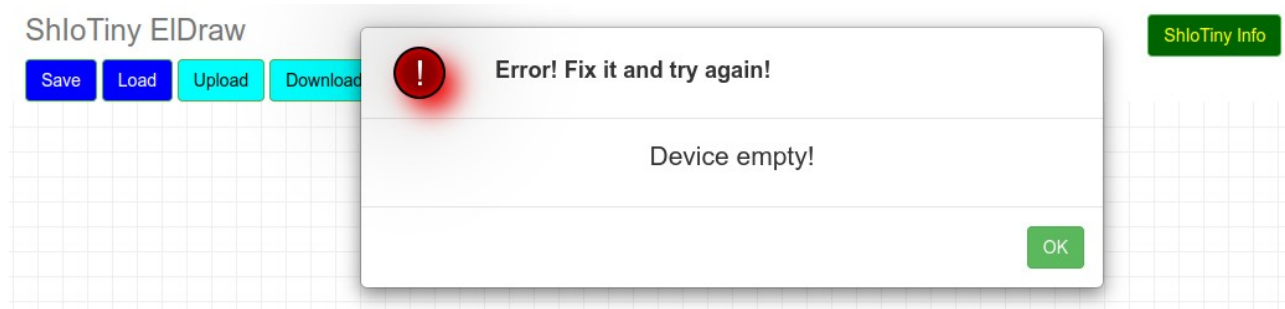 ShIoTiny ElDraw
ShIoTiny Info
Save Load Upload Download
!
Error! Fix it and try again!
Device empty!
OK